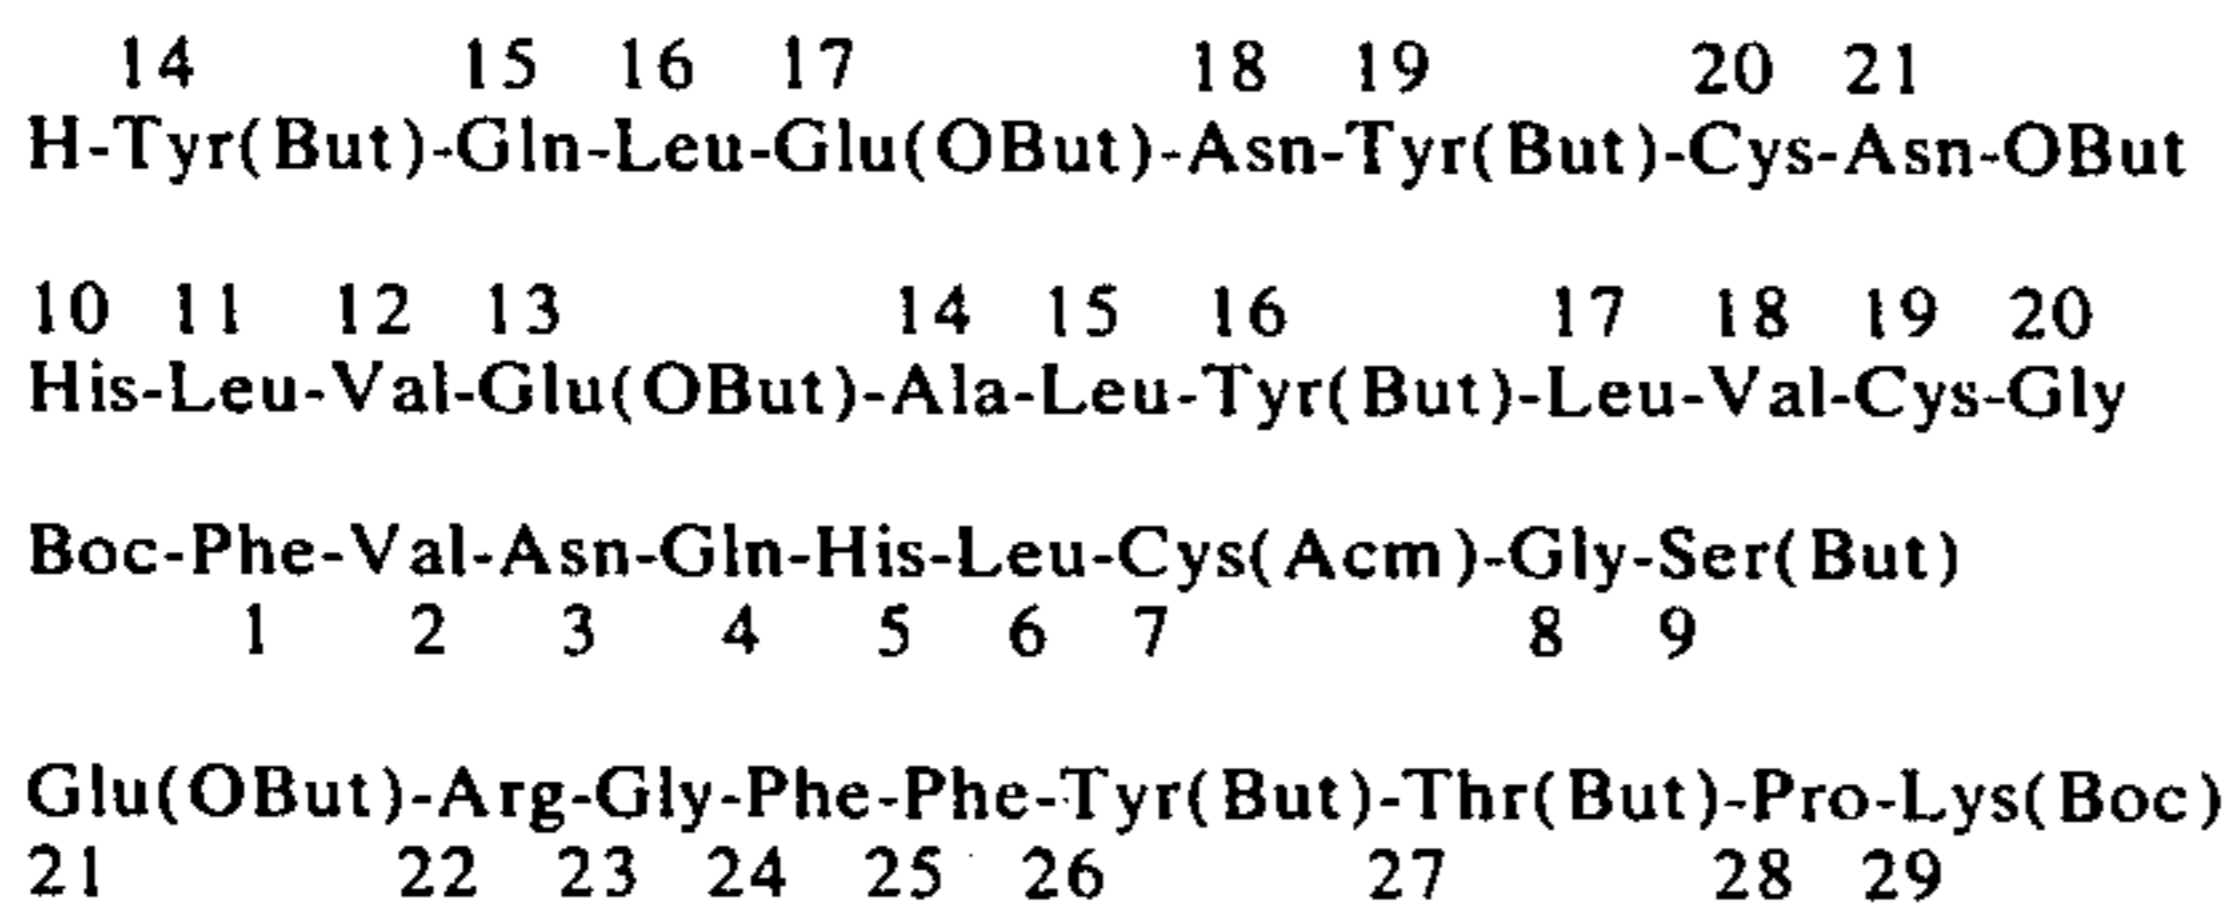 14 15 16 17 18 19 20 21
H-Tyr(But)-Gln-Leu-Glu(OBut)-Asn-Tyr(But)-Cys-Asn-OBut
10 11 12 13 14 15 16 17 18 19 20
His-Leu-Val-Glu(OBut)-Ala-Leu-Tyr(But)-Leu-Val-Cys-Gly
Boc-Phe-Val-Asn-Gln-His-Leu-Cys(Acm)-Gly-Ser(But)
1 2 3 4 5 6 7 8 9
Glu(OBut)-Arg-Gly-Phe-Phe-Tyr(But)-Thr(But)-Pro-Lys(Boc)
21 22 23 24 25 26 27 28 29